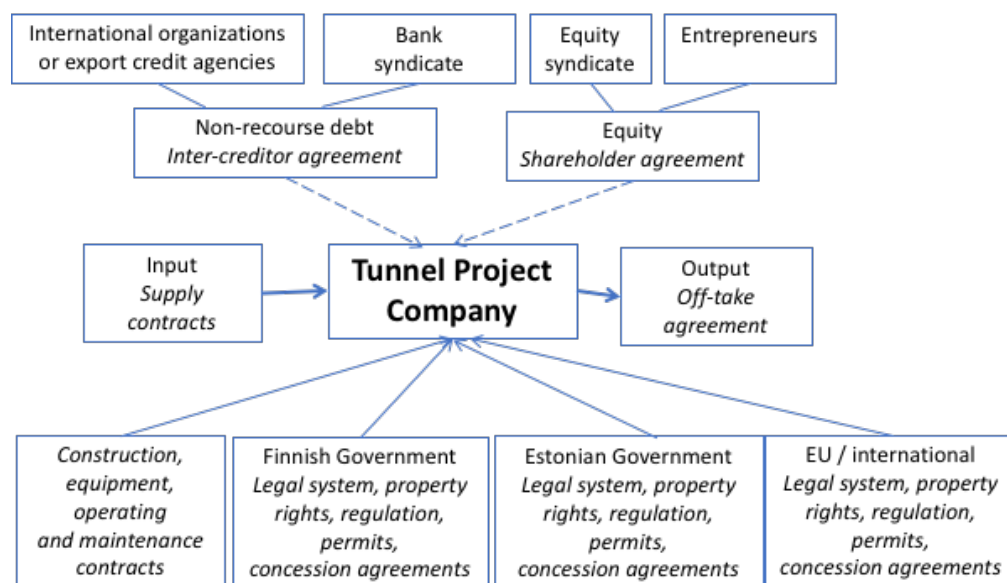 International organizations
or export credit agencies
Bank
syndicate
Equity
syndicate
Entrepreneurs
Non-recourse debt
Inter-creditor agreement
Equity
Shareholder agreement
Input
Supply
contracts
Tunnel Project
Company
Output
Off-take
agreement
Construction,
equipment,
operating
and maintenance
contracts
Finnish Government
Legal system, property
rights, regulation,
permits,
concession agreements
Estonian Government
Legal system, property
rights, regulation,
permits,
concession agreements
EU / international
Legal system, property
rights, regulation,
permits,
concession agreements